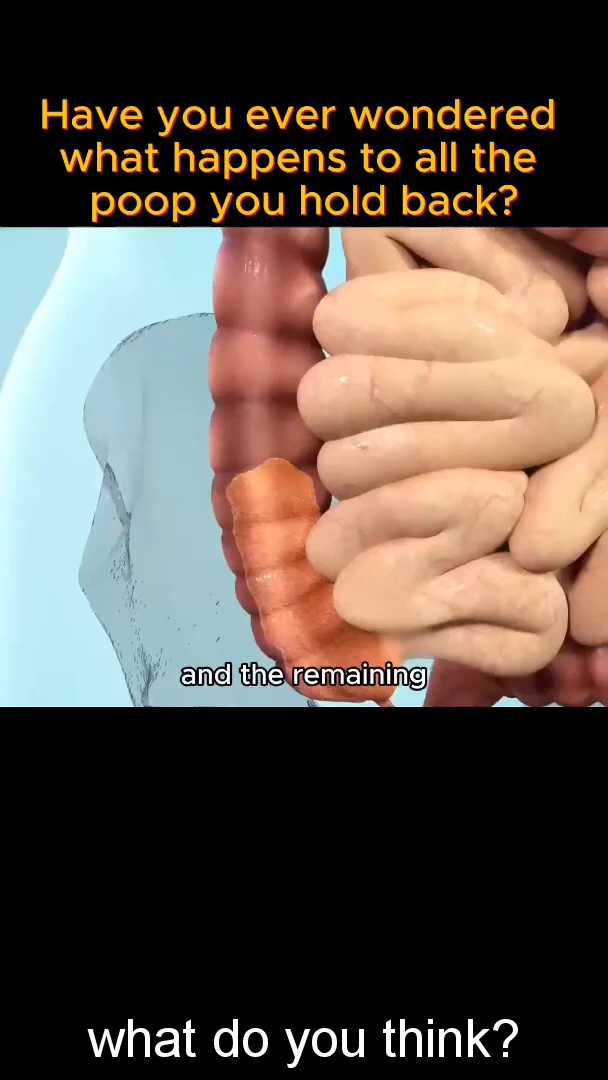 Have you ever wondered
what happens to all the
poop you hold back?
and the remaining
what do you think?